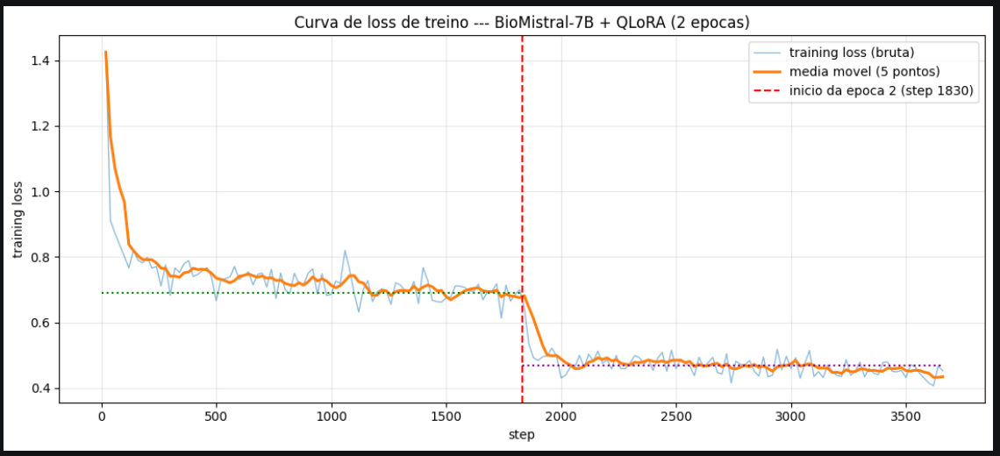 Curva de loss de treino --- BioMistral-7B + QLoRA (2 epocas)
training loss (bruta)
media movel (5 pontos)
inicio da epoca 2 (step 1830)
training loss
1.4
1.2
1.0
0.8
0.6
0.4
0
500
1000
1500
2000
2500
3000
3500
step